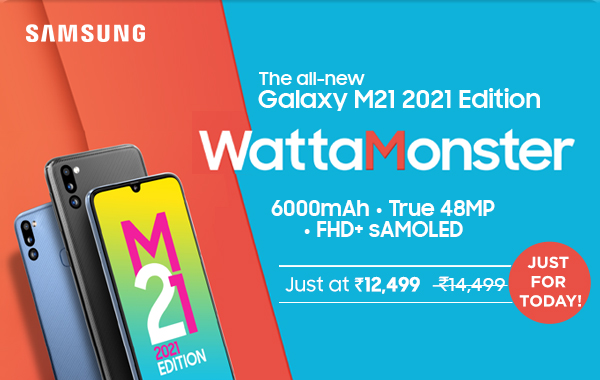 SAMSUNG
The all-new
Galaxy M21 2021 Edition
WattaMonster
6000mAh • True 48MP
• FHD+ sAMOLED
Just at ₹12,499 ₹14,499
JUST
FOR
TODAY!
M
21
2021
EDITION